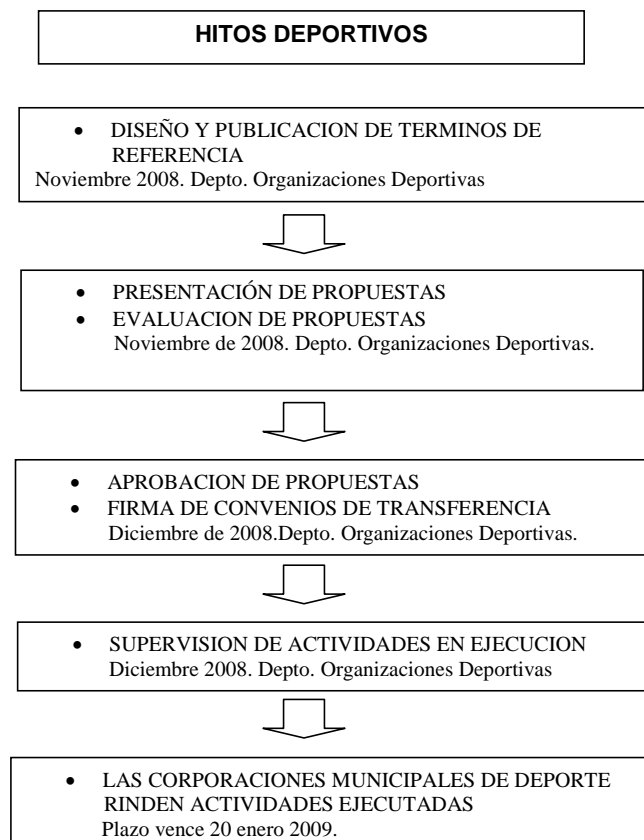 HITOS DEPORTIVOS
• DISEÑO Y PUBLICACION DE TERMINOS DE
REFERENCIA
Noviembre 2008. Depto. Organizaciones Deportivas
• PRESENTACIÓN DE PROPUESTAS
• EVALUACION DE PROPUESTAS
Noviembre de 2008. Depto. Organizaciones Deportivas.
• APROBACION DE PROPUESTAS
• FIRMA DE CONVENIOS DE TRANSFERENCIA
Diciembre de 2008.Depto. Organizaciones Deportivas.
• SUPERVISION DE ACTIVIDADES EN EJECUCION
Diciembre 2008. Depto. Organizaciones Deportivas
• LAS CORPORACIONES MUNICIPALES DE DEPORTE
RINDEN ACTIVIDADES EJECUTADAS
Plazo vence 20 enero 2009.